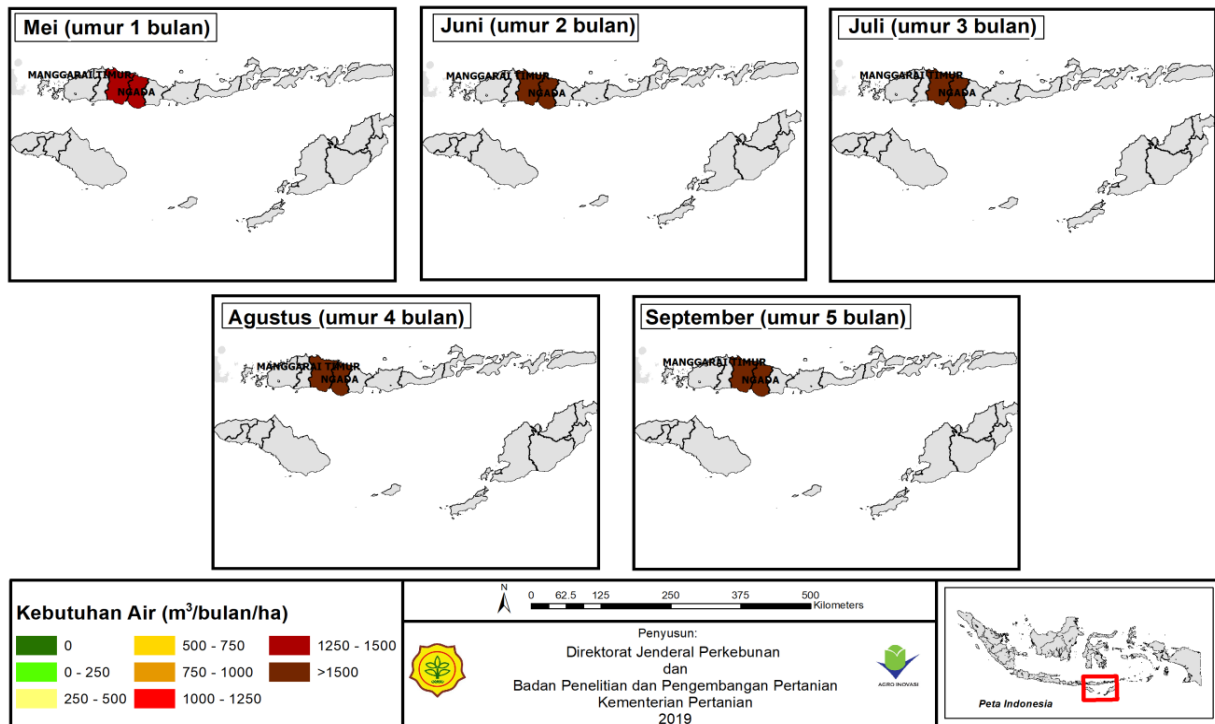 Mei (umur 1 bulan)
MANGGARAI TIMUR
NGADA
Juni (umur 2 bulan)
MANGGARAI TIMUR
NGADA
Juli (umur 3 bulan)
MANGGARAI TIMUR
NGADA
Agustus (umur 4 bulan)
MANGGARAI TIMUR
NGADA
September (umur 5 bulan)
MANGGARAI TIMUR
NGADA
Kebutuhan Air (m³/bulan/ha)
0
0 - 250
250 - 500
500 - 750
750 - 1000
1000 - 1250
1250 - 1500
>1500
N
0 62.5 125 250 375 500
Kilometers
Penyusun:
Direktorat Jenderal Perkebunan
dan
Badan Penelitian dan Pengembangan Pertanian
Kementerian Pertanian
2019
AGRO INOVASI
Peta Indonesia